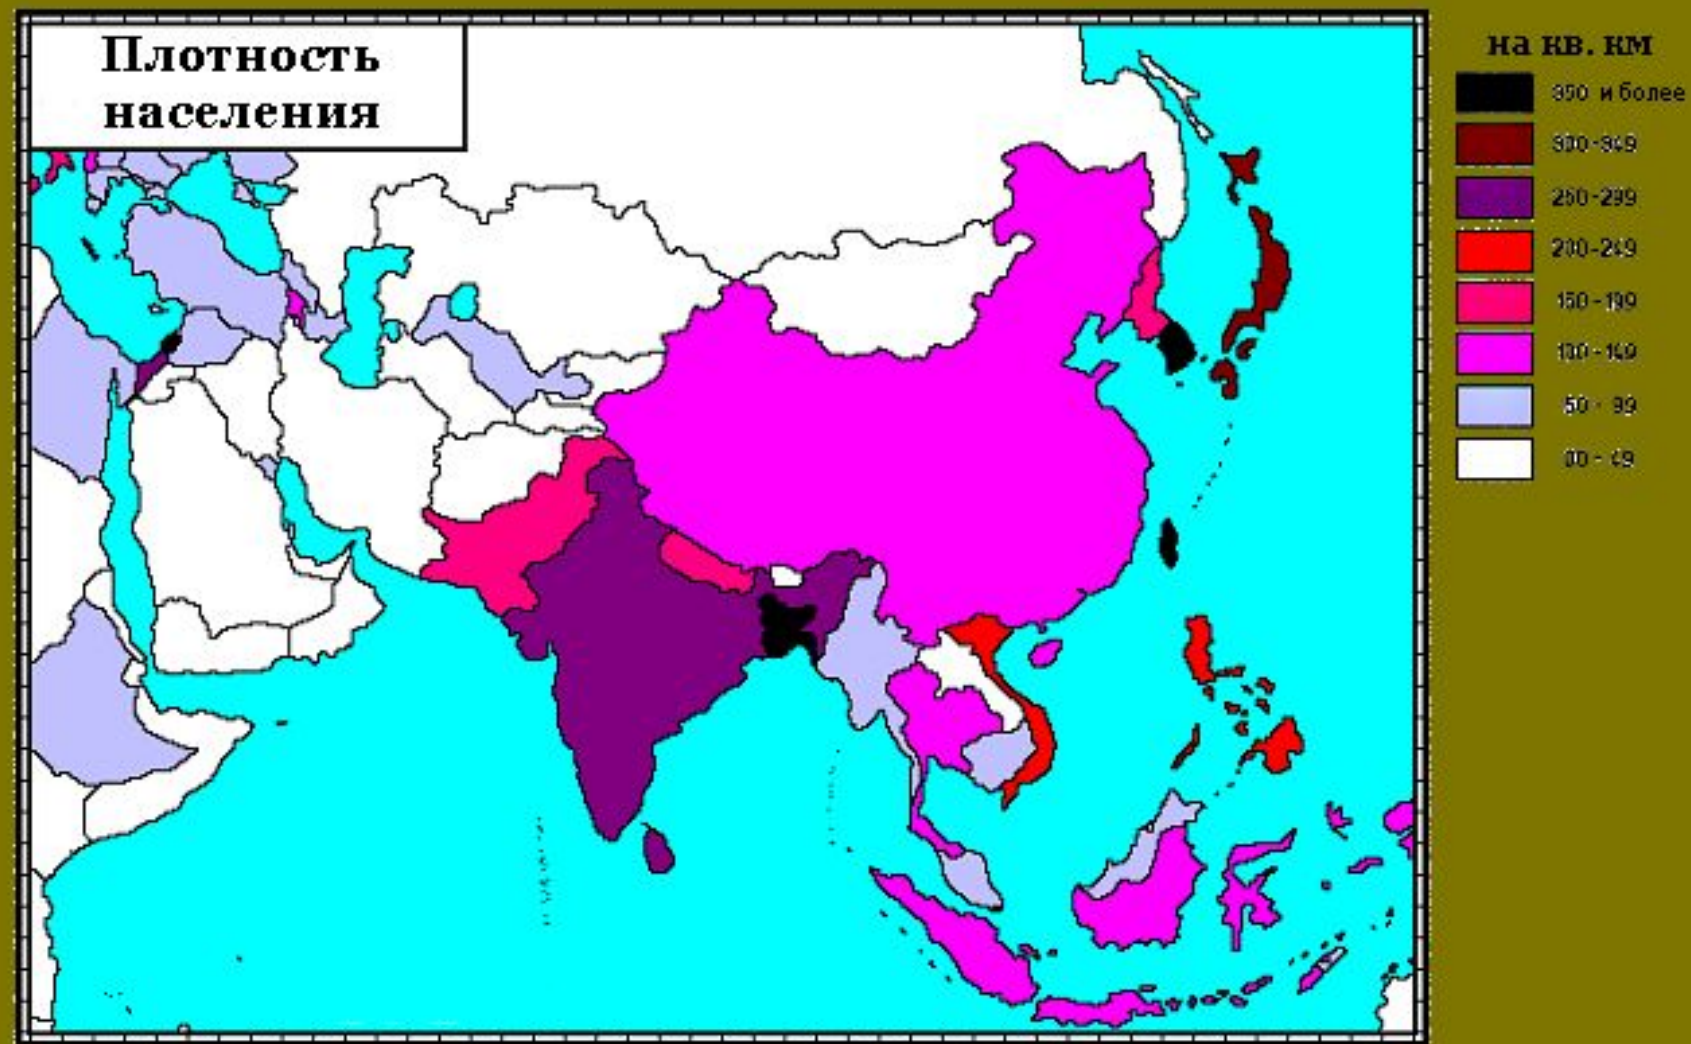 Плотность
населения
на кв. км
350 и более
300-349
250-299
200-249
150-199
100-149
50-99
00-49